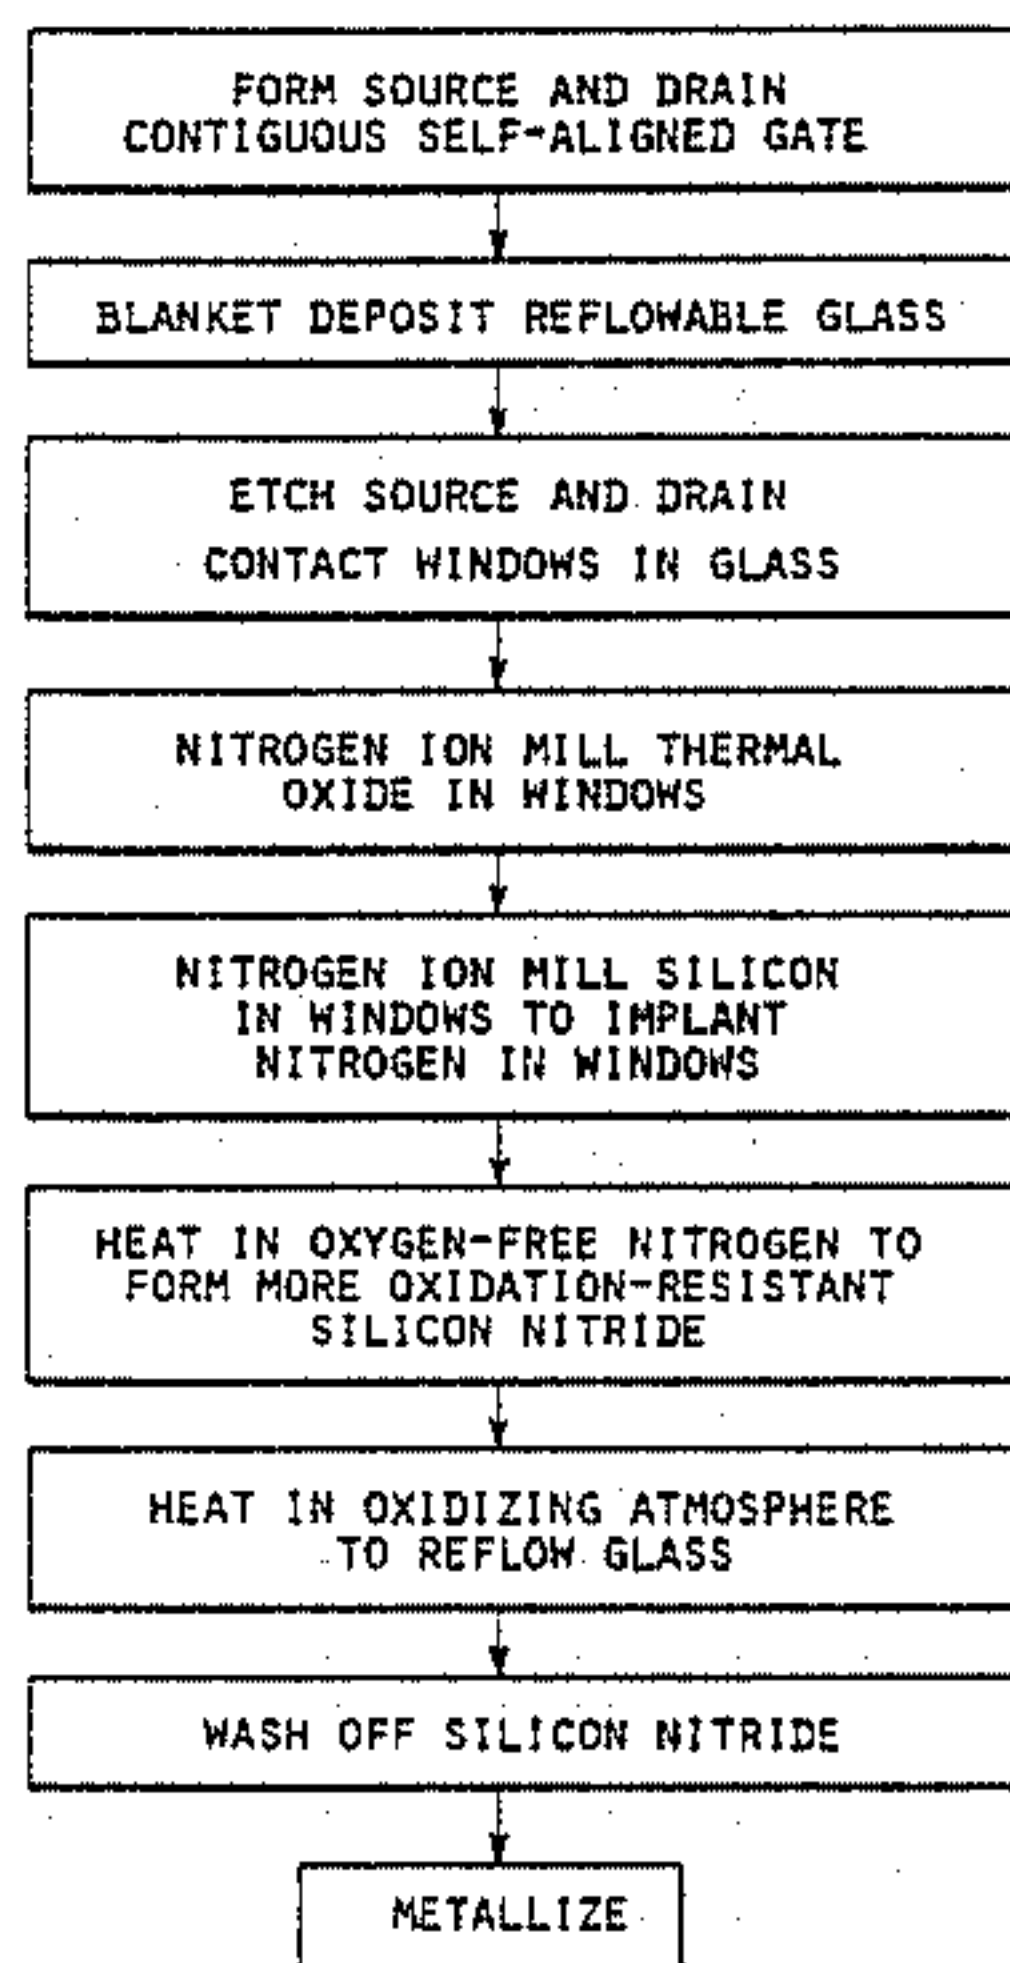 FORM SOURCE AND DRAIN
CONTIGUOUS SELF-ALIGNED GATE
BLANKET DEPOSIT REFLOWABLE GLASS
ETCH SOURCE AND DRAIN
CONTACT WINDOWS IN GLASS
NITROGEN ION MILL THERMAL
OXIDE IN WINDOWS
NITROGEN ION MILL SILICON
IN WINDOWS TO IMPLANT
NITROGEN IN WINDOWS
HEAT IN OXYGEN-FREE NITROGEN TO
FORM MORE OXIDATION-RESISTANT
SILICON NITRIDE
HEAT IN OXIDIZING ATMOSPHERE
TO REFLOW GLASS
WASH OFF SILICON NITRIDE
METALLIZE